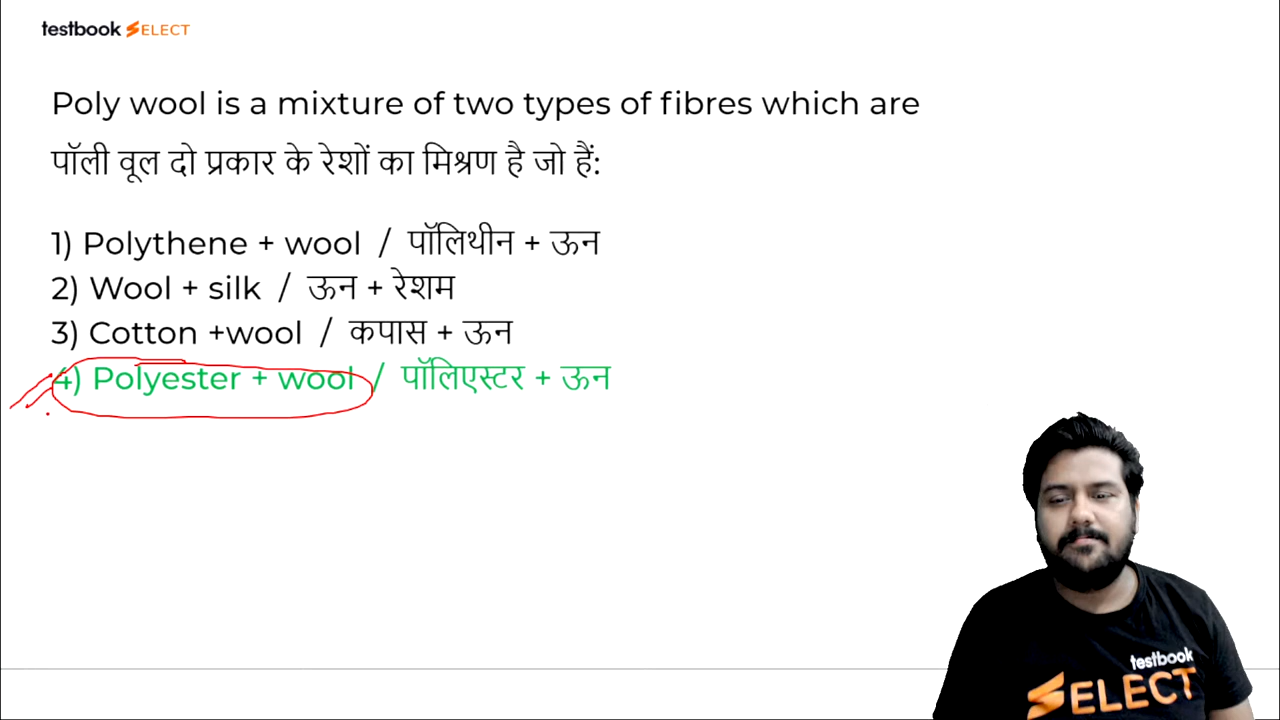 testbook SELECT
Poly wool is a mixture of two types of fibres which are
पॉली वूल दो प्रकार के रेशों का मिश्रण है जो हैं:
1) Polythene + wool / पॉलिथीन + ऊन
2) Wool + silk / ऊन + रेशम
3) Cotton +wool / कपास + ऊन
4) Polyester + wool / पॉलिएस्टर + ऊन
testbook
SELECT